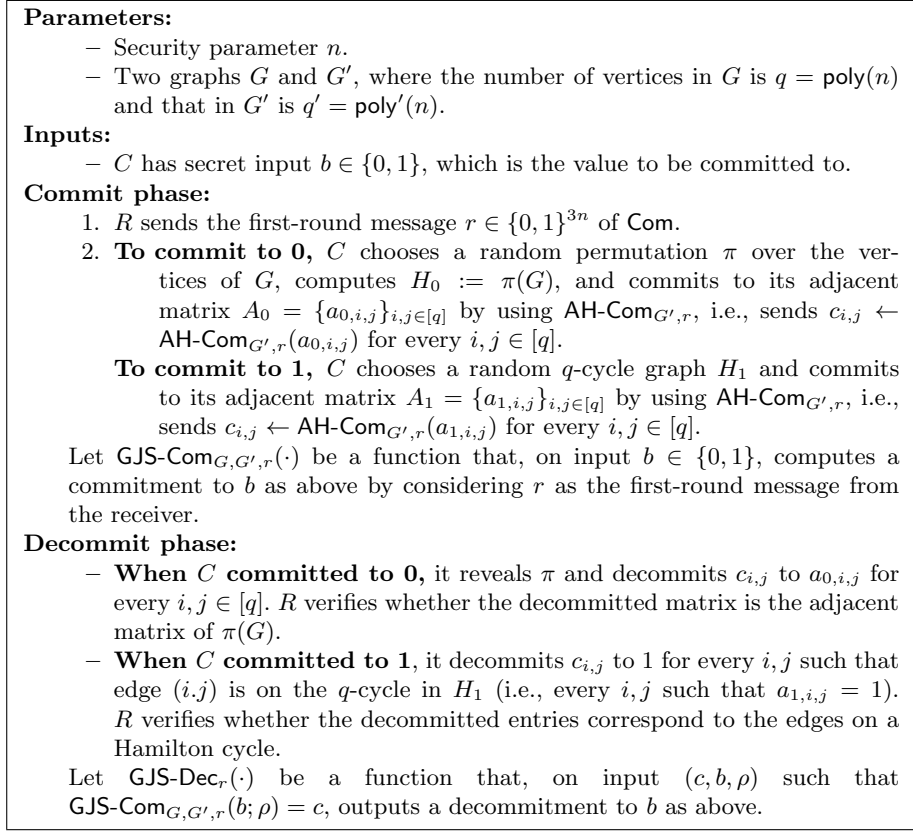 Parameters:
– Security parameter n.
– Two graphs G and G′, where the number of vertices in G is q = poly(n)
and that in G′ is q′ = poly′(n).
Inputs:
– C has secret input b ∈ {0, 1}, which is the value to be committed to.
Commit phase:
1. R sends the first-round message r ∈ {0, 1}^{3n} of Com.
2. To commit to 0, C chooses a random permutation π over the ver-
tices of G, computes H_0 := π(G), and commits to its adjacent
matrix A_0 = {a_{0,i,j}}_{i,j∈[q]} by using AH-Com_{G′,r}, i.e., sends c_{i,j} ←
AH-Com_{G′,r}(a_{0,i,j}) for every i, j ∈ [q].
To commit to 1, C chooses a random q-cycle graph H_1 and commits
to its adjacent matrix A_1 = {a_{1,i,j}}_{i,j∈[q]} by using AH-Com_{G′,r}, i.e.,
sends c_{i,j} ← AH-Com_{G′,r}(a_{1,i,j}) for every i, j ∈ [q].
Let GJS-Com_{G,G′,r}(·) be a function that, on input b ∈ {0, 1}, computes a
commitment to b as above by considering r as the first-round message from
the receiver.
Decommit phase:
– When C committed to 0, it reveals π and decommits c_{i,j} to a_{0,i,j} for
every i, j ∈ [q]. R verifies whether the decommitted matrix is the adjacent
matrix of π(G).
– When C committed to 1, it decommits c_{i,j} to 1 for every i, j such that
edge (i.j) is on the q-cycle in H_1 (i.e., every i, j such that a_{1,i,j} = 1).
R verifies whether the decommitted entries correspond to the edges on a
Hamilton cycle.
Let GJS-Dec_r(·) be a function that, on input (c, b, ρ) such that
GJS-Com_{G,G′,r}(b; ρ) = c, outputs a decommitment to b as above.